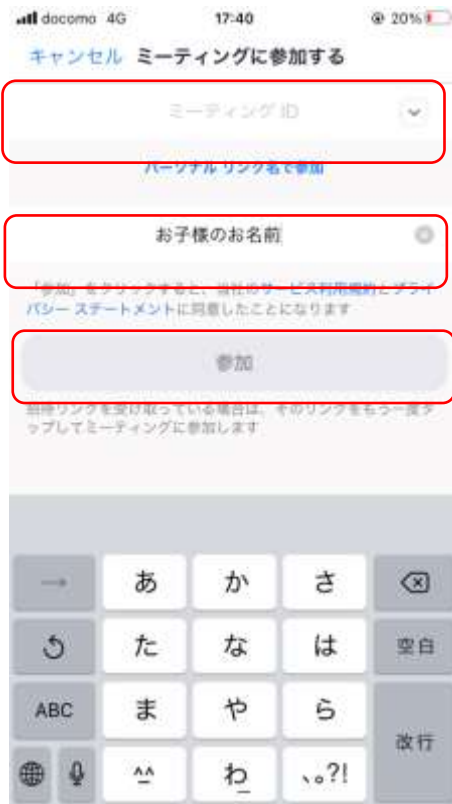 docomo 4G 17:40 20%
キャンセル ミーティングに参加する
ミーティング ID
パーソナル リンク名で参加
お子様のお名前
「参加」をクリックすると、当社のサービス利用規約とプライ
バシー ステートメントに同意したことになります
参加
招待リンクを受け取っている場合は、そのリンクをもう一度タ
ップしてミーティングに参加します
→ あ か さ
た な は 空白
ABC ま や ら
改行
^^ わ 、。?!